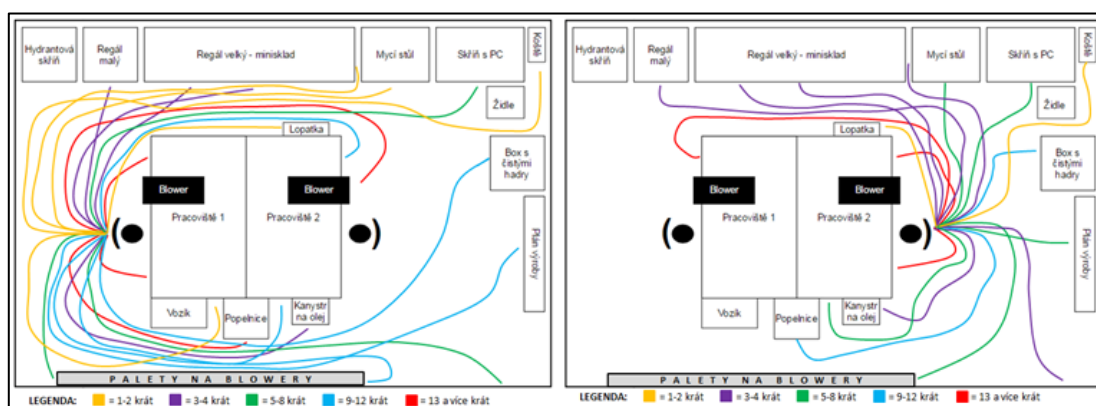 Hydrantová
skříň
Regál
malý
Regál velký - minisklad
Mycí stůl
Skříň s PC
Koště
Židle
Lopatka
Box s
čistými
hadry
Blower
Blower
Pracoviště 1
Pracoviště 2
Plán výroby
Vozík
Popelnice
Kanystr
na olej
PALETY NA BLOWERY
LEGENDA: = 1-2 krát = 3-4 krát = 5-8 krát = 9-12 krát = 13 a více krát
Hydrantová
skříň
Regál
malý
Regál velký - minisklad
Mycí stůl
Skříň s PC
Koště
Židle
Lopatka
Box s
čistými
hadry
Blower
Blower
Pracoviště 1
Pracoviště 2
Plán výroby
Vozík
Popelnice
Kanystr
na olej
PALETY NA BLOWERY
LEGENDA: = 1-2 krát = 3-4 krát = 5-8 krát = 9-12 krát = 13 a více krát